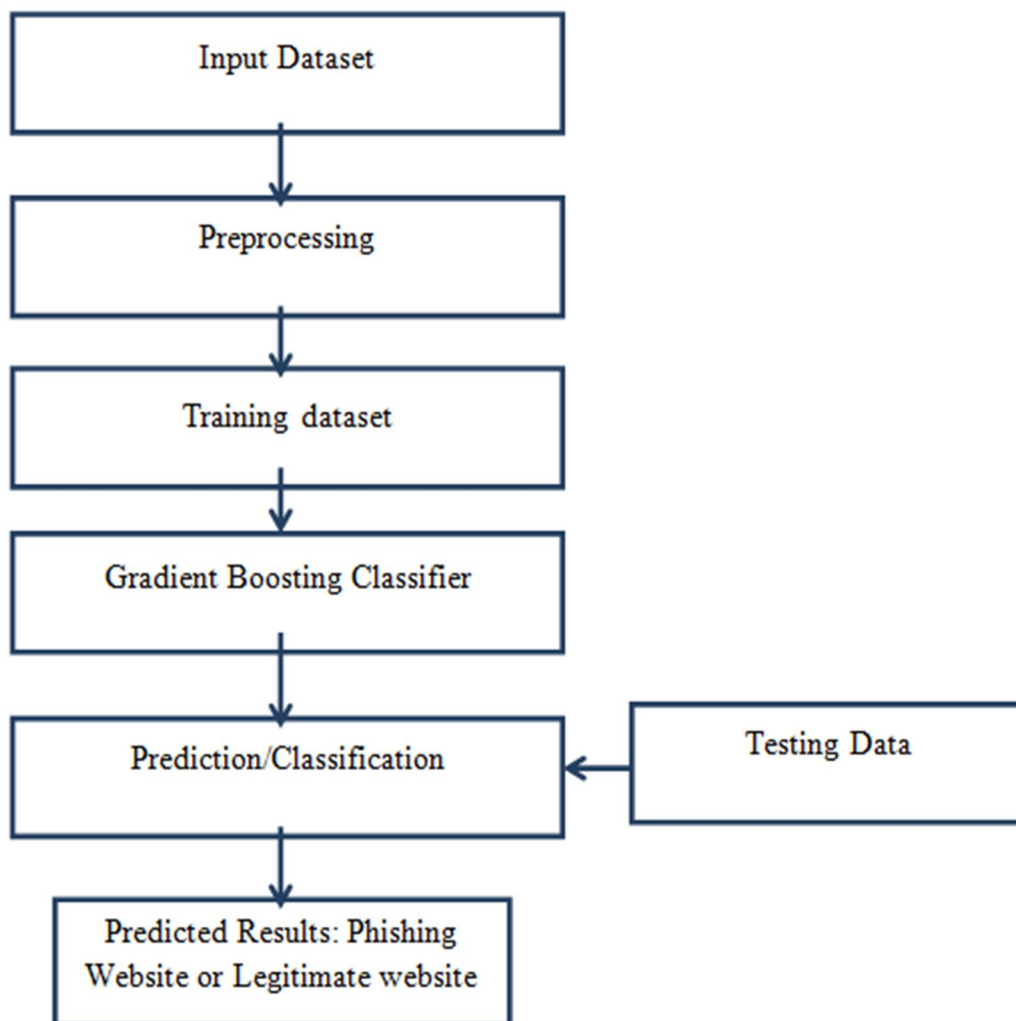 Input Dataset
Preprocessing
Training dataset
Gradient Boosting Classifier
Prediction/Classification
Testing Data
Predicted Results: Phishing
Website or Legitimate website